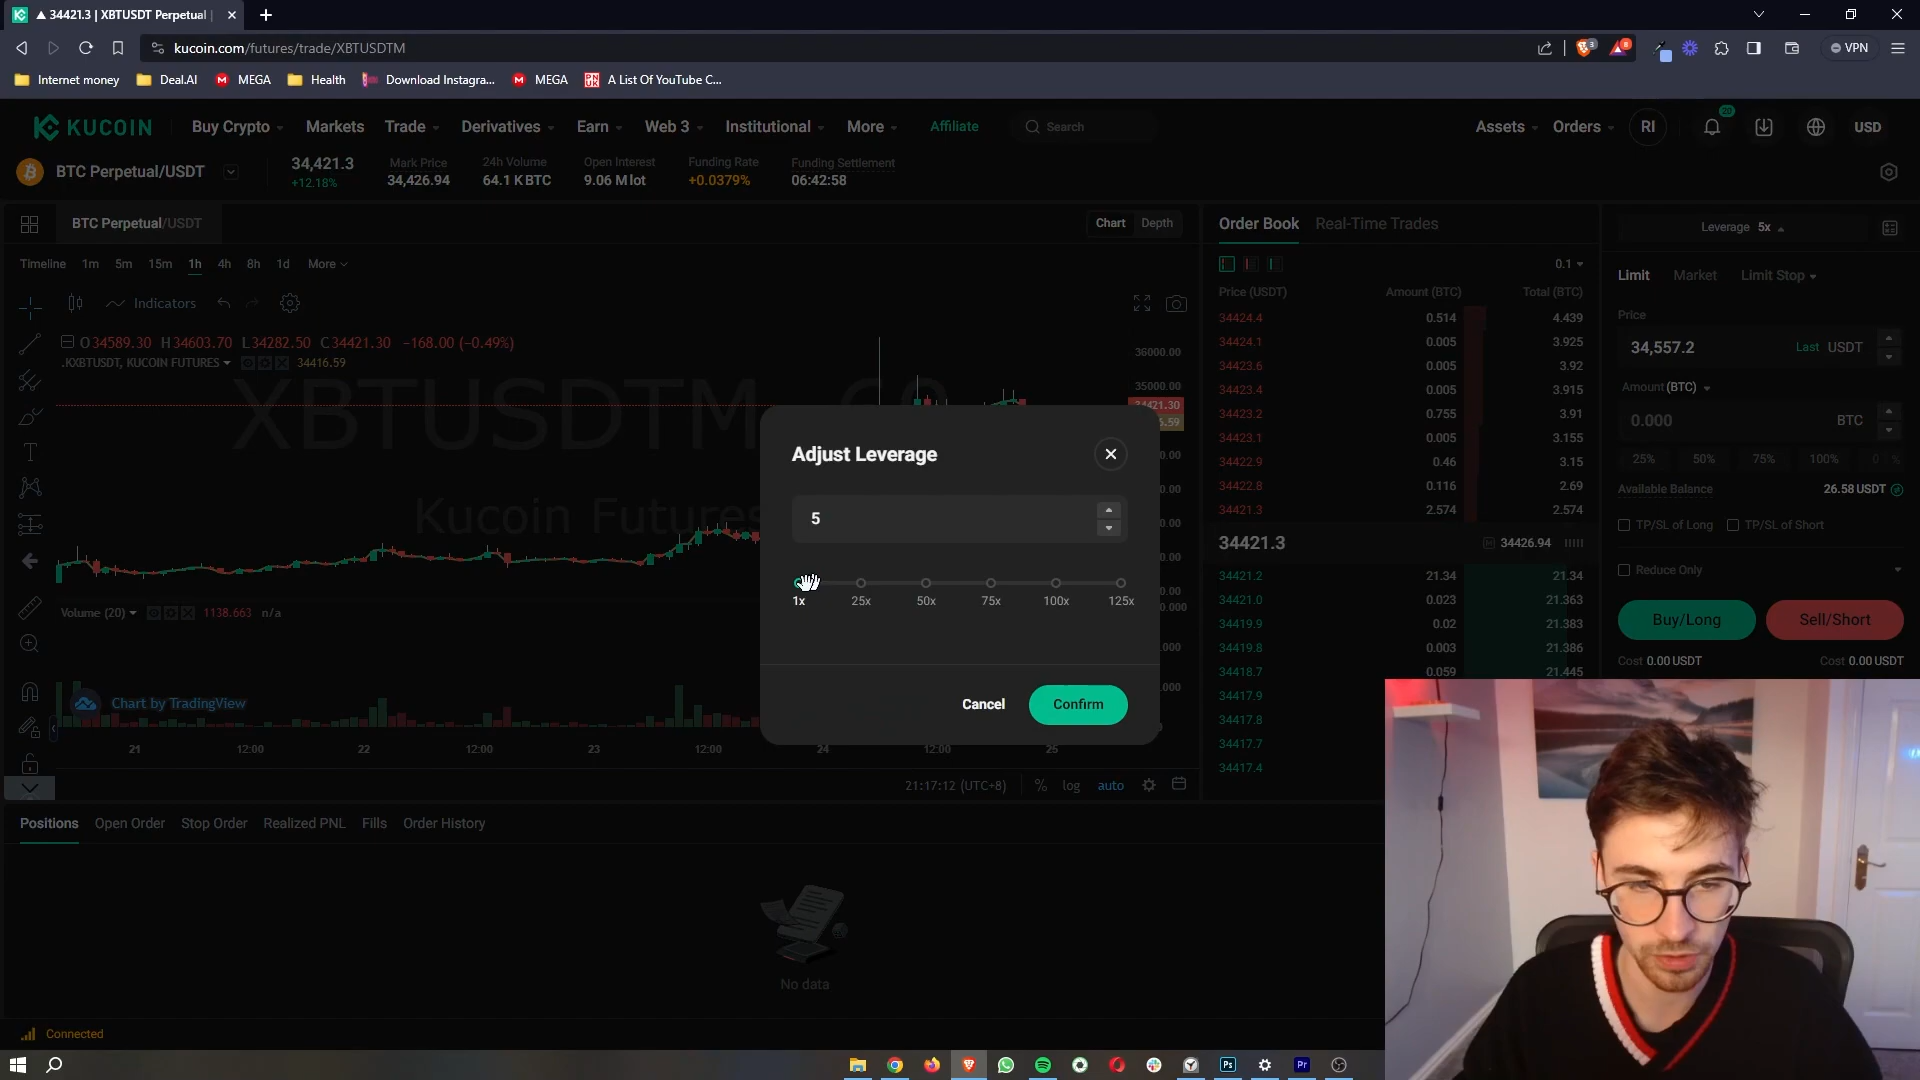 ▲ 34421.3 | XBTUSDT Perpetual |
kucoin.com/futures/trade/XBTUSDTM
3
8
VPN
Internet money
Deal.AI
MEGA
Health
Download Instagra...
MEGA
A List Of YouTube C...
KUCOIN
Buy Crypto
Markets
Trade
Derivatives
Earn
Web 3
Institutional
More
Affiliate
Search
Assets
Orders
RI
20
USD
BTC Perpetual/USDT
34,421.3
+12.18%
Mark Price
34,426.94
24h Volume
64.1 KBTC
Open Interest
9.06 Mlot
Funding Rate
+0.0379%
Funding Settlement
06:42:58
BTC Perpetual/USDT
Chart
Depth
Timeline 1m 5m 15m 1h 4h 8h 1d More
Indicators
O34589.30 H34603.70 L34282.50 C34421.30 −168.00 (−0.49%)
.KXBTUSDT, KUCOIN FUTURES 34416.59
XBTUSDTM, 60
Kucoin Futures
36000.00
35000.00
34421.30
Volume (20) 1138.663 n/a
Chart by TradingView
21 12:00 22 12:00 23 12:00 24 12:00 25
21:17:12 (UTC+8) % log auto
Adjust Leverage
5
1x 25x 50x 75x 100x 125x
Cancel
Confirm
Order Book Real-Time Trades
0.1
Price (USDT) Amount (BTC) Total (BTC)
34424.4 0.514 4.439
34424.1 0.005 3.925
34423.6 0.005 3.92
34423.4 0.005 3.915
34423.2 0.755 3.91
34423.1 0.005 3.155
34422.9 0.46 3.15
34422.8 0.116 2.69
34421.3 2.574 2.574
34421.3 M 34426.94
34421.2 21.34 21.34
34421.0 0.023 21.363
34419.9 0.02 21.383
34419.8 0.003 21.386
34418.7 0.059 21.445
34417.9
34417.8
34417.7
34417.4
Leverage 5x
Limit Market Limit Stop
Price
34,557.2 Last USDT
Amount (BTC)
0.000 BTC
25% 50% 75% 100%
Available Balance 26.58 USDT
TP/SL of Long TP/SL of Short
Reduce Only
Buy/Long
Sell/Short
Cost 0.00 USDT Cost 0.00 USDT
Positions Open Order Stop Order Realized PNL Fills Order History
No data
Connected
Ps
Pr